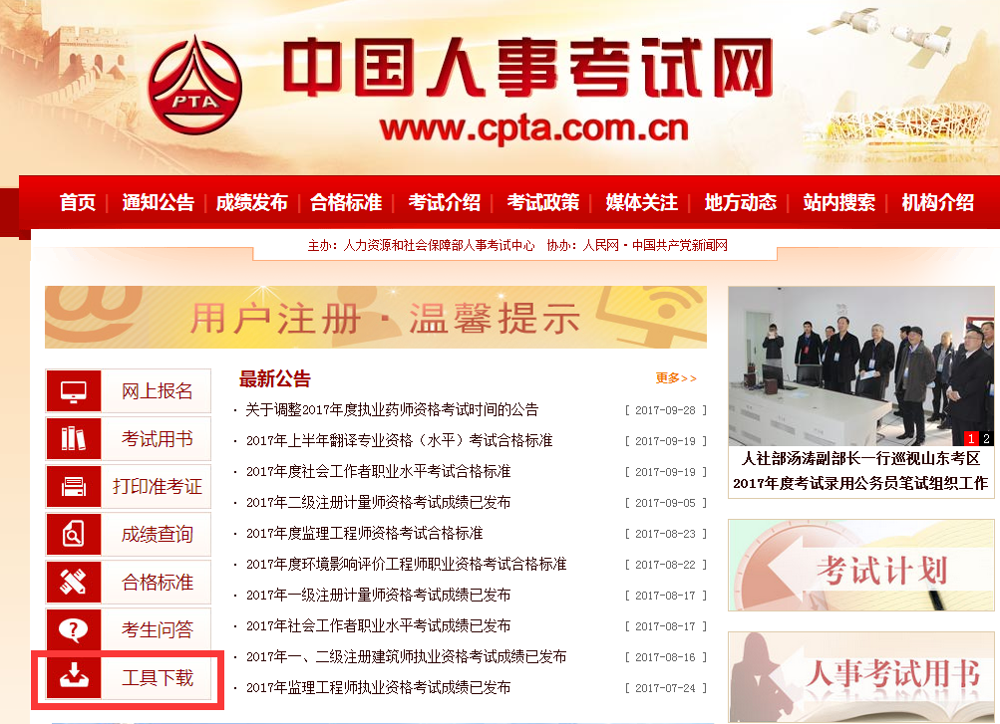 PTA
中国人事考试网
www.cpta.com.cn
首页 | 通知公告 | 成绩发布 | 合格标准 | 考试介绍 | 考试政策 | 媒体关注 | 地方动态 | 站内搜索 | 机构介绍
主办：人力资源和社会保障部人事考试中心 协办：人民网·中国共产党新闻网
用户注册·温馨提示
网上报名
考试用书
打印准考证
成绩查询
合格标准
考生问答
工具下载
最新公告 更多>>
· 关于调整2017年度执业药师资格考试时间的公告 [ 2017-09-28 ]
· 2017年上半年翻译专业资格（水平）考试合格标准 [ 2017-09-19 ]
· 2017年度社会工作者职业水平考试合格标准 [ 2017-09-19 ]
· 2017年二级注册计量师资格考试成绩已发布 [ 2017-09-05 ]
· 2017年度监理工程师资格考试合格标准 [ 2017-08-23 ]
· 2017年度环境影响评价工程师职业资格考试合格标准 [ 2017-08-22 ]
· 2017年一级注册计量师资格考试成绩已发布 [ 2017-08-17 ]
· 2017年社会工作者职业水平考试成绩已发布 [ 2017-08-17 ]
· 2017年一、二级注册建筑师执业资格考试成绩已发布 [ 2017-08-16 ]
· 2017年监理工程师执业资格考试成绩已发布 [ 2017-07-24 ]
1 2
人社部汤涛副部长一行巡视山东考区
2017年度考试录用公务员笔试组织工作
考试计划
人事考试用书